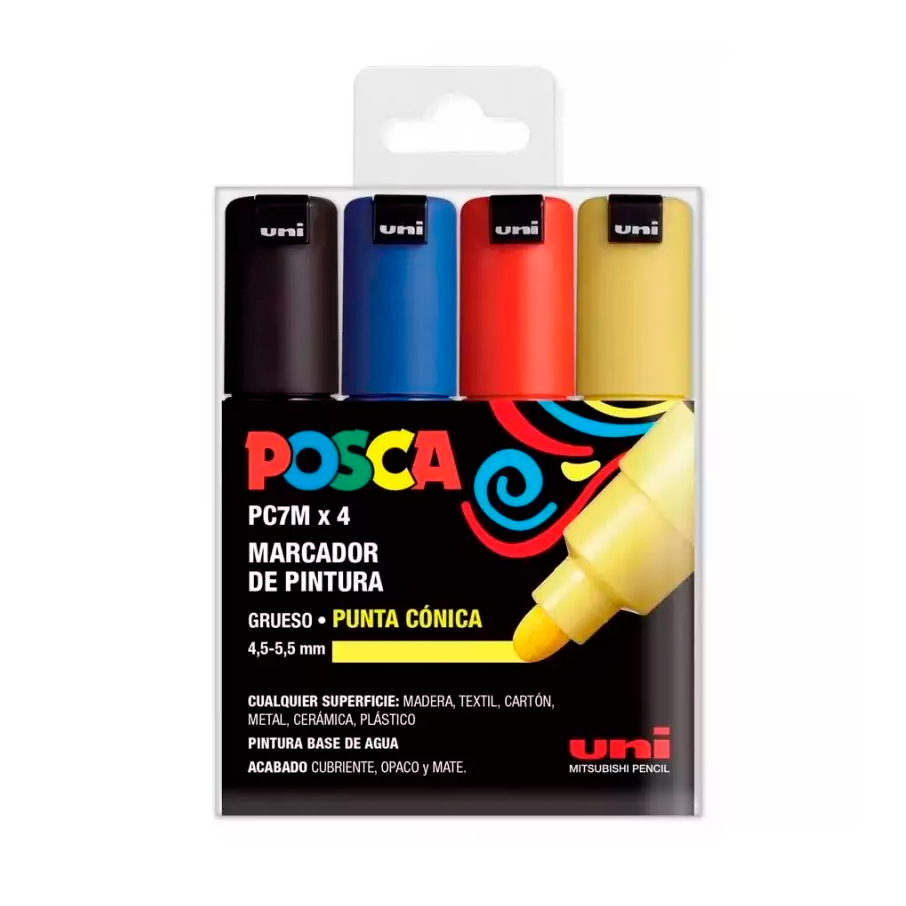 uni uni uni uni
POSCA
PC7M x 4
MARCADOR
DE PINTURA
GRUESO • PUNTA CÓNICA
4,5-5,5 mm
CUALQUIER SUPERFICIE: MADERA, TEXTIL, CARTÓN,
METAL, CERÁMICA, PLÁSTICO
PINTURA BASE DE AGUA
ACABADO CUBRIENTE, OPACO y MATE.
uni
MITSUBISHI PENCIL